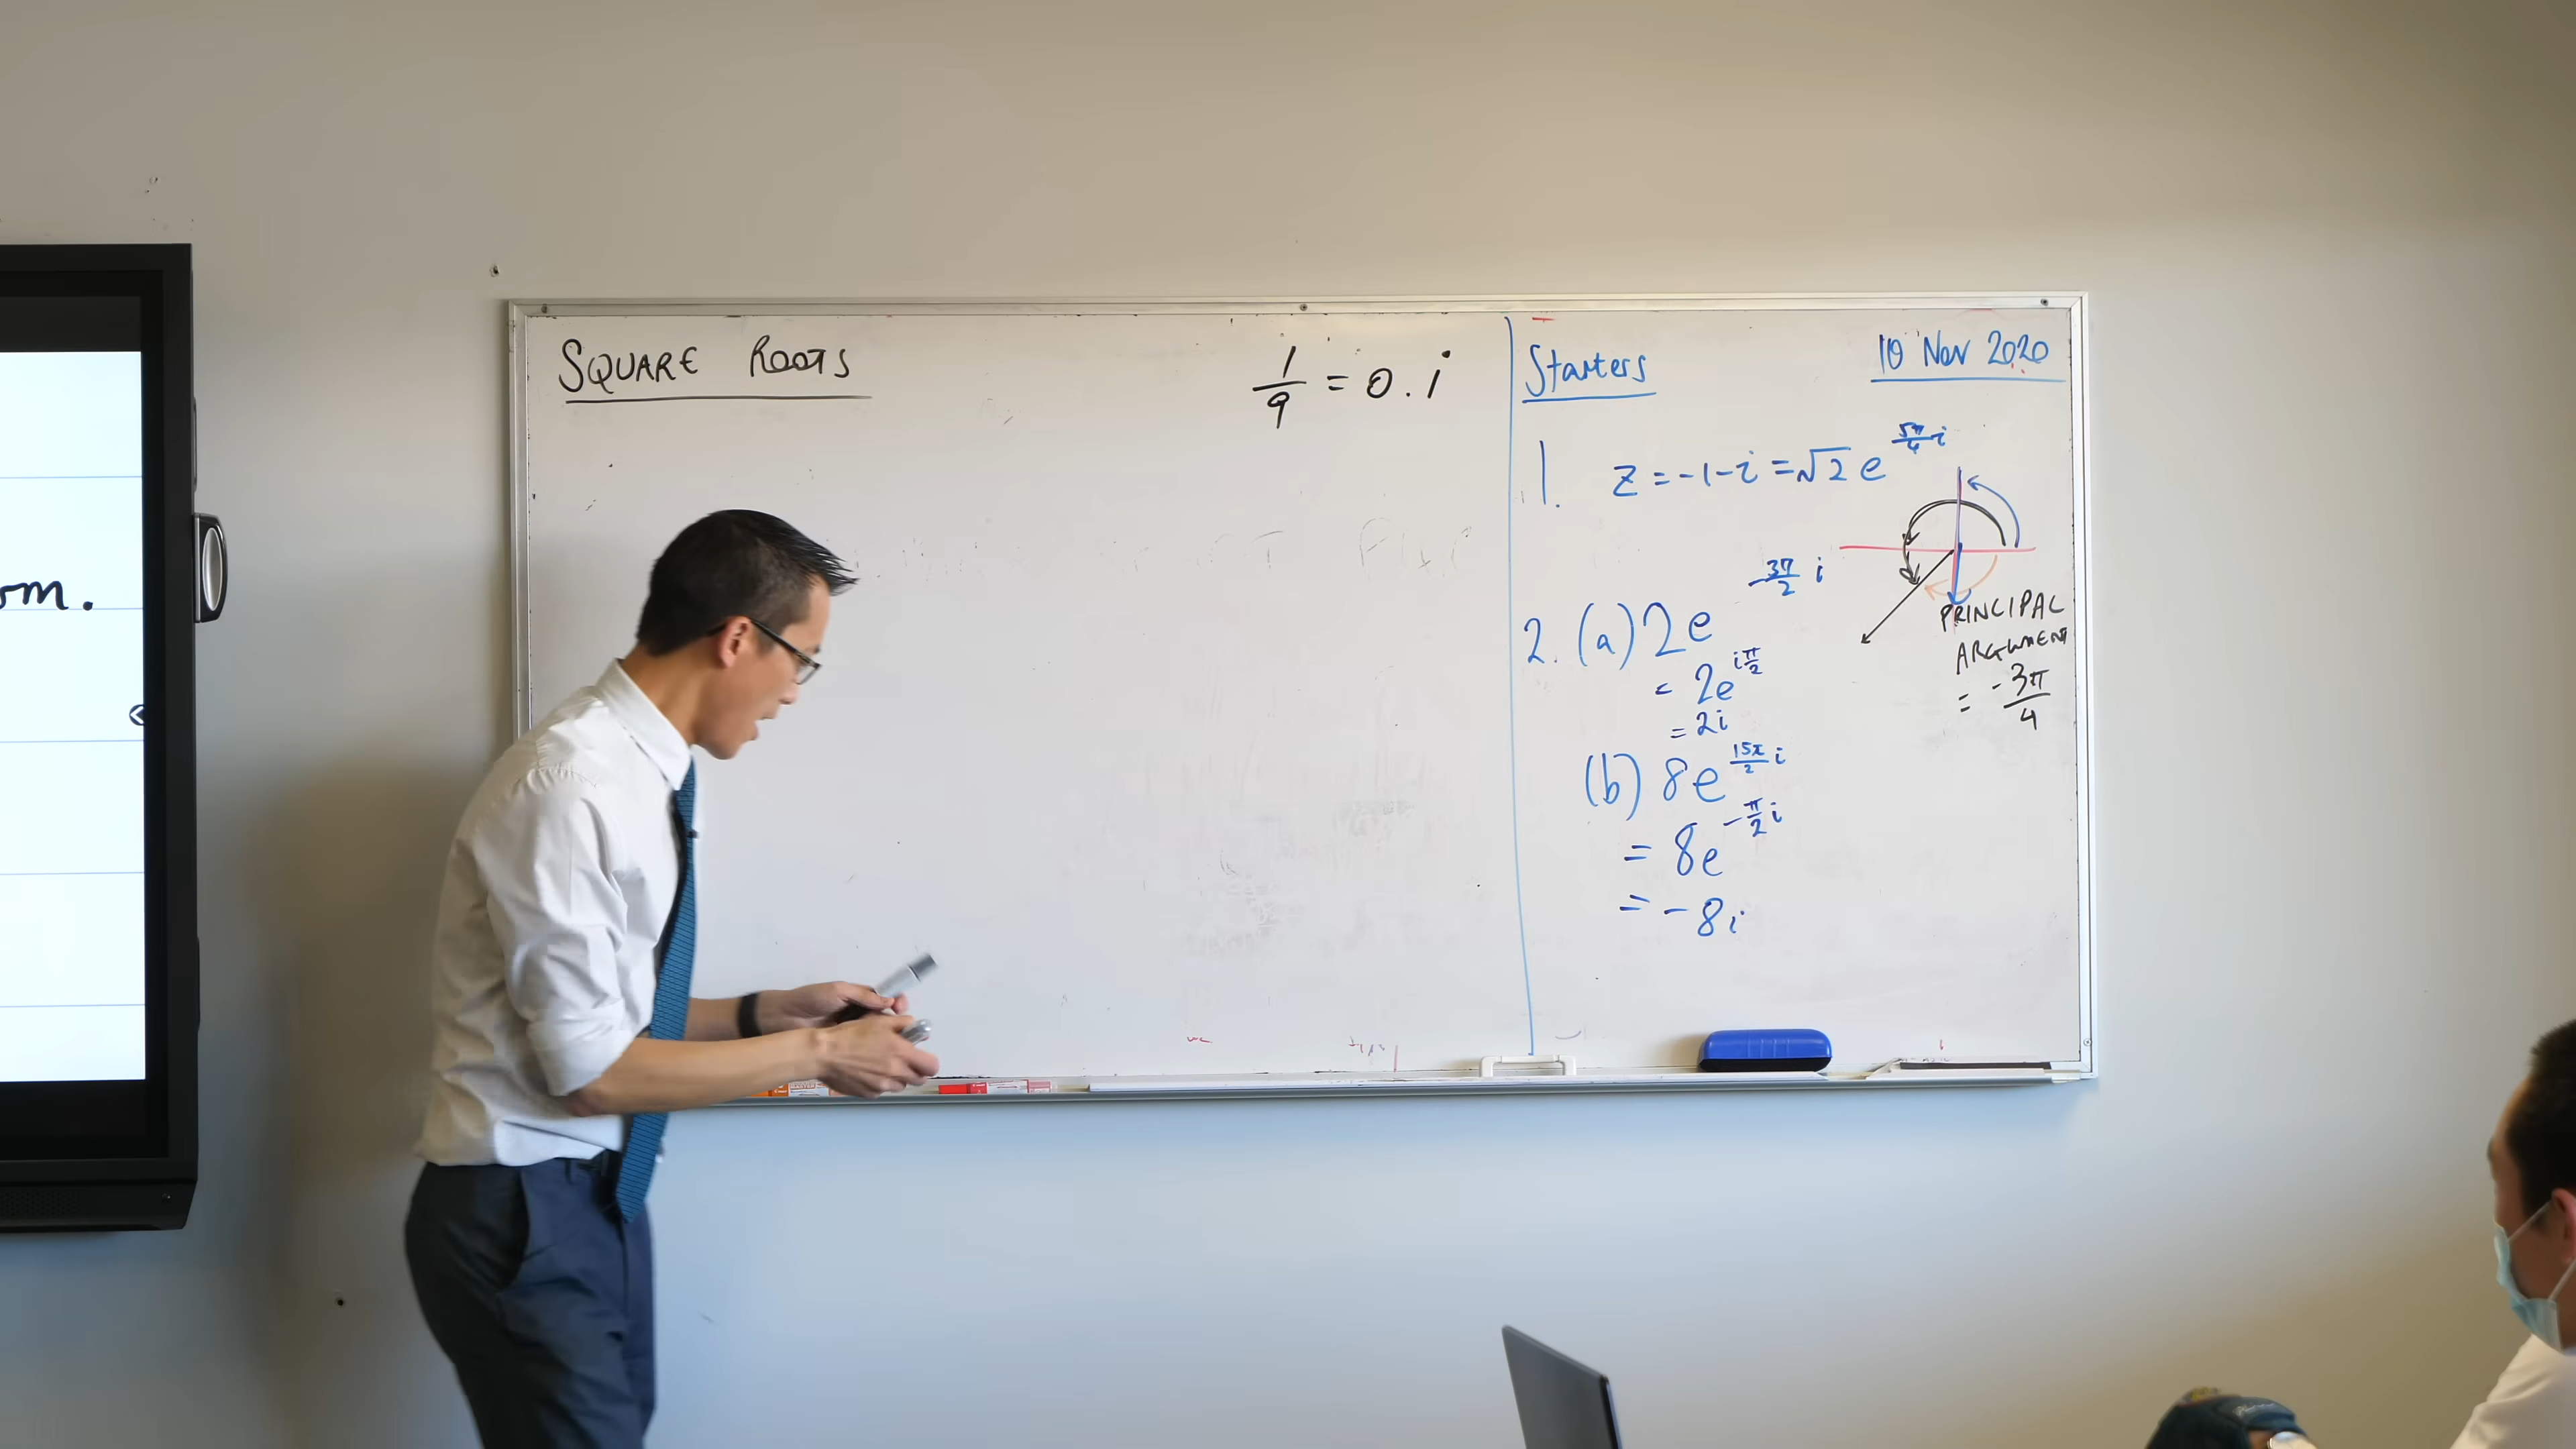 om.
SQUARE ROOTS
1/9 = 0.i
Starters
10 Nov 2020
1. z = -1-i = √2 e^(5π/4 i)
2. (a) 2e^(-3π/2 i)
= 2e^(iπ/2)
= 2i
(b) 8e^(15π/2 i)
= 8e^(-π/2 i)
= -8i
PRINCIPAL
ARGUMENT
= -3π/4